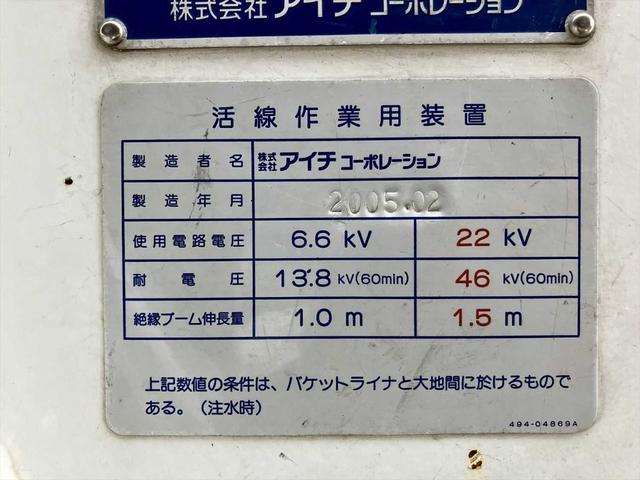 株式会社 アイチ コーポレーション
活線作業用装置
製造者名 株式会社 アイチ コーポレーション
製造年月 2005.02
使用電路電圧 6.6 kV 22 kV
耐電圧 13.8 kV(60min) 46 kV(60min)
絶縁ブーム伸長量 1.0 m 1.5 m
上記数値の条件は、バケットライナと大地間に於けるもので
ある。(注水時)
494-04869A